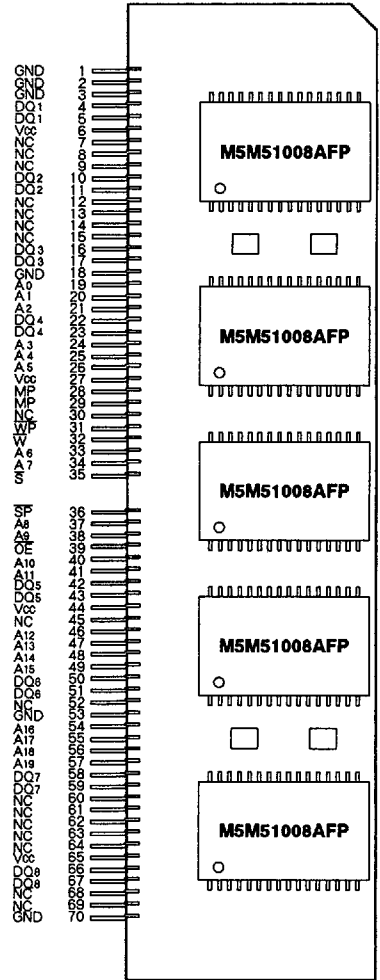 GND 1
GND 2
GND 3
DQ1 4
DQ1 5
Vcc 6
NC 7
NC 8
NC 9
DQ2 10
DQ2 11
NC 12
NC 13
NC 14
NC 15
DQ3 16
DQ3 17
GND 18
A0 19
A1 20
A2 21
DQ4 22
DQ4 23
A3 24
A4 25
A5 26
Vcc 27
MP 28
MP 29
NC 30
W̅P̅ 31
W̅ 32
A6 33
A7 34
S̅ 35
S̅P̅ 36
A8 37
A9 38
O̅E̅ 39
A10 40
A11 41
DQ5 42
DQ5 43
Vcc 44
NC 45
A12 46
A13 47
A14 48
A15 49
DQ6 50
DQ6 51
NC 52
GND 53
A16 54
A17 55
A18 56
A19 57
DQ7 58
DQ7 59
NC 60
NC 61
NC 62
NC 63
NC 64
Vcc 65
DQ8 66
DQ8 67
NC 68
NC 69
GND 70
M5M51008AFP
M5M51008AFP
M5M51008AFP
M5M51008AFP
M5M51008AFP